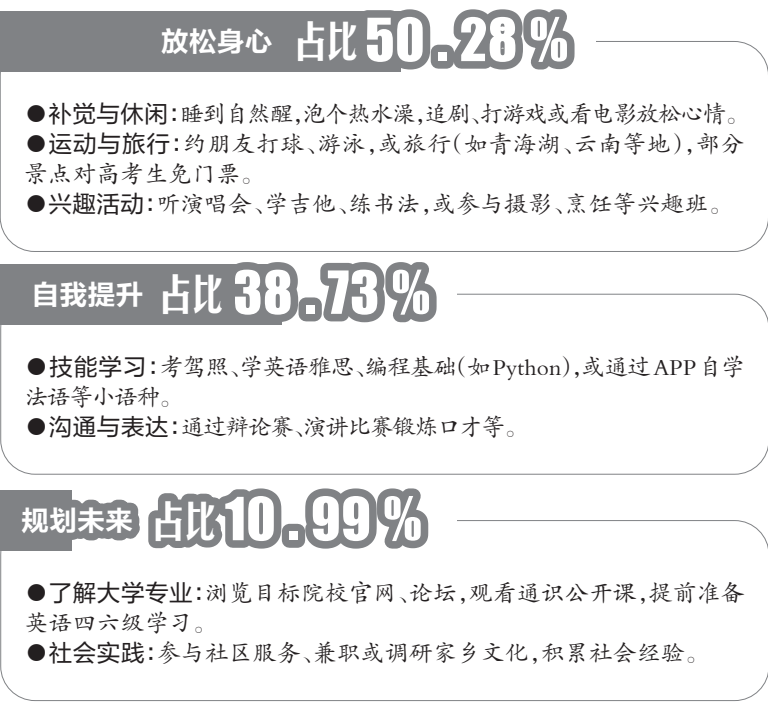 放松身心 占比50.28%
●补觉与休闲:睡到自然醒,泡个热水澡,追剧、打游戏或看电影放松心情。
●运动与旅行:约朋友打球、游泳,或旅行(如青海湖、云南等地),部分
景点对高考生免门票。
●兴趣活动:听演唱会、学吉他、练书法,或参与摄影、烹饪等兴趣班。
自我提升 占比38.73%
●技能学习:考驾照、学英语雅思、编程基础(如Python),或通过APP自学
法语等小语种。
●沟通与表达:通过辩论赛、演讲比赛锻炼口才等。
规划未来 占比10.99%
●了解大学专业:浏览目标院校官网、论坛,观看通识公开课,提前准备
英语四六级学习。
●社会实践:参与社区服务、兼职或调研家乡文化,积累社会经验。